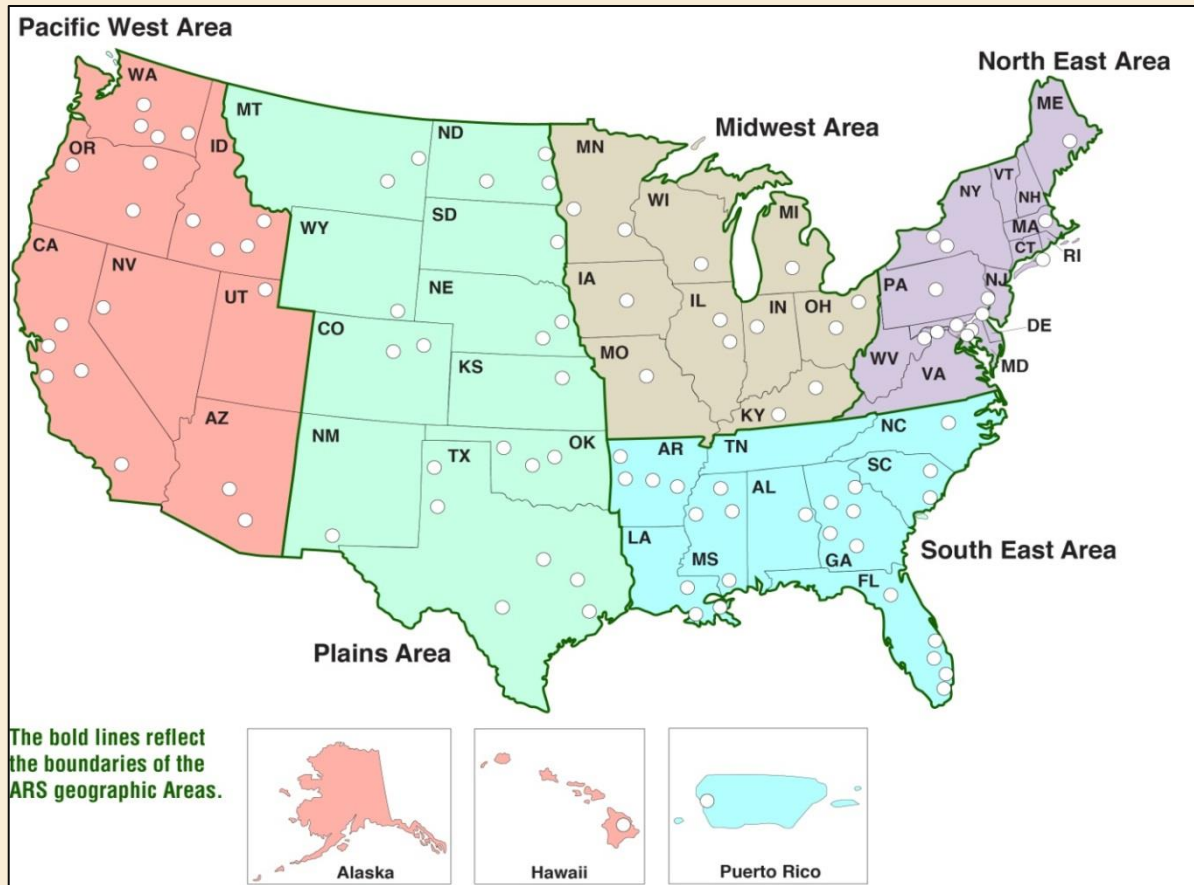 Pacific West Area
North East Area
Midwest Area
WA
MT
ND
MN
ME
OR
ID
WI
MI
VT
NY
NH
MA
CT
RI
SD
WY
CA
NV
UT
NE
IA
IL
IN
OH
PA
NJ
DE
MD
CO
KS
MO
WV
VA
KY
AZ
NM
TX
OK
AR
TN
NC
SC
AL
LA
MS
GA
FL
South East Area
Plains Area
The bold lines reflect
the boundaries of the
ARS geographic Areas.
Alaska
Hawaii
Puerto Rico